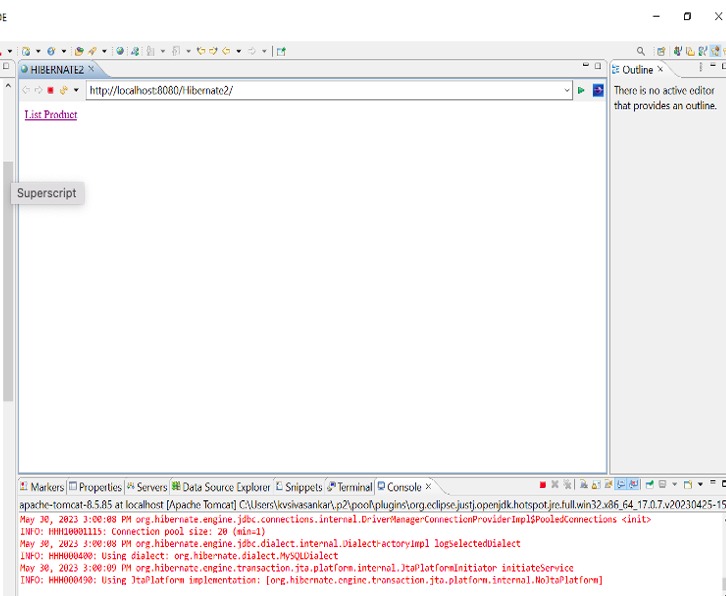 DE
HIBERNATE2
Outline
http://localhost:8080/Hibernate2/
There is no active editor
that provides an outline.
List Product
Superscript
Markers Properties Servers Data Source Explorer Snippets Terminal Console
apache-tomcat-8.5.85 at localhost [Apache Tomcat] C:\Users\kvsivasankar\.p2\pool\plugins\org.eclipse.justj.openjdk.hotspot.jre.full.win32.x86_64_17.0.7.v20230425-15
May 30, 2023 3:00:08 PM org.hibernate.engine.jdbc.connections.internal.DriverManagerConnectionProviderImpl$PooledConnections <init>
INFO: HHH10001115: Connection pool size: 20 (min=1)
May 30, 2023 3:00:08 PM org.hibernate.engine.jdbc.dialect.internal.DialectFactoryImpl logSelectedDialect
INFO: HHH000400: Using dialect: org.hibernate.dialect.MySQLDialect
May 30, 2023 3:00:09 PM org.hibernate.engine.transaction.jta.platform.internal.JtaPlatformInitiator initiateService
INFO: HHH000490: Using JtaPlatform implementation: [org.hibernate.engine.transaction.jta.platform.internal.NoJtaPlatform]